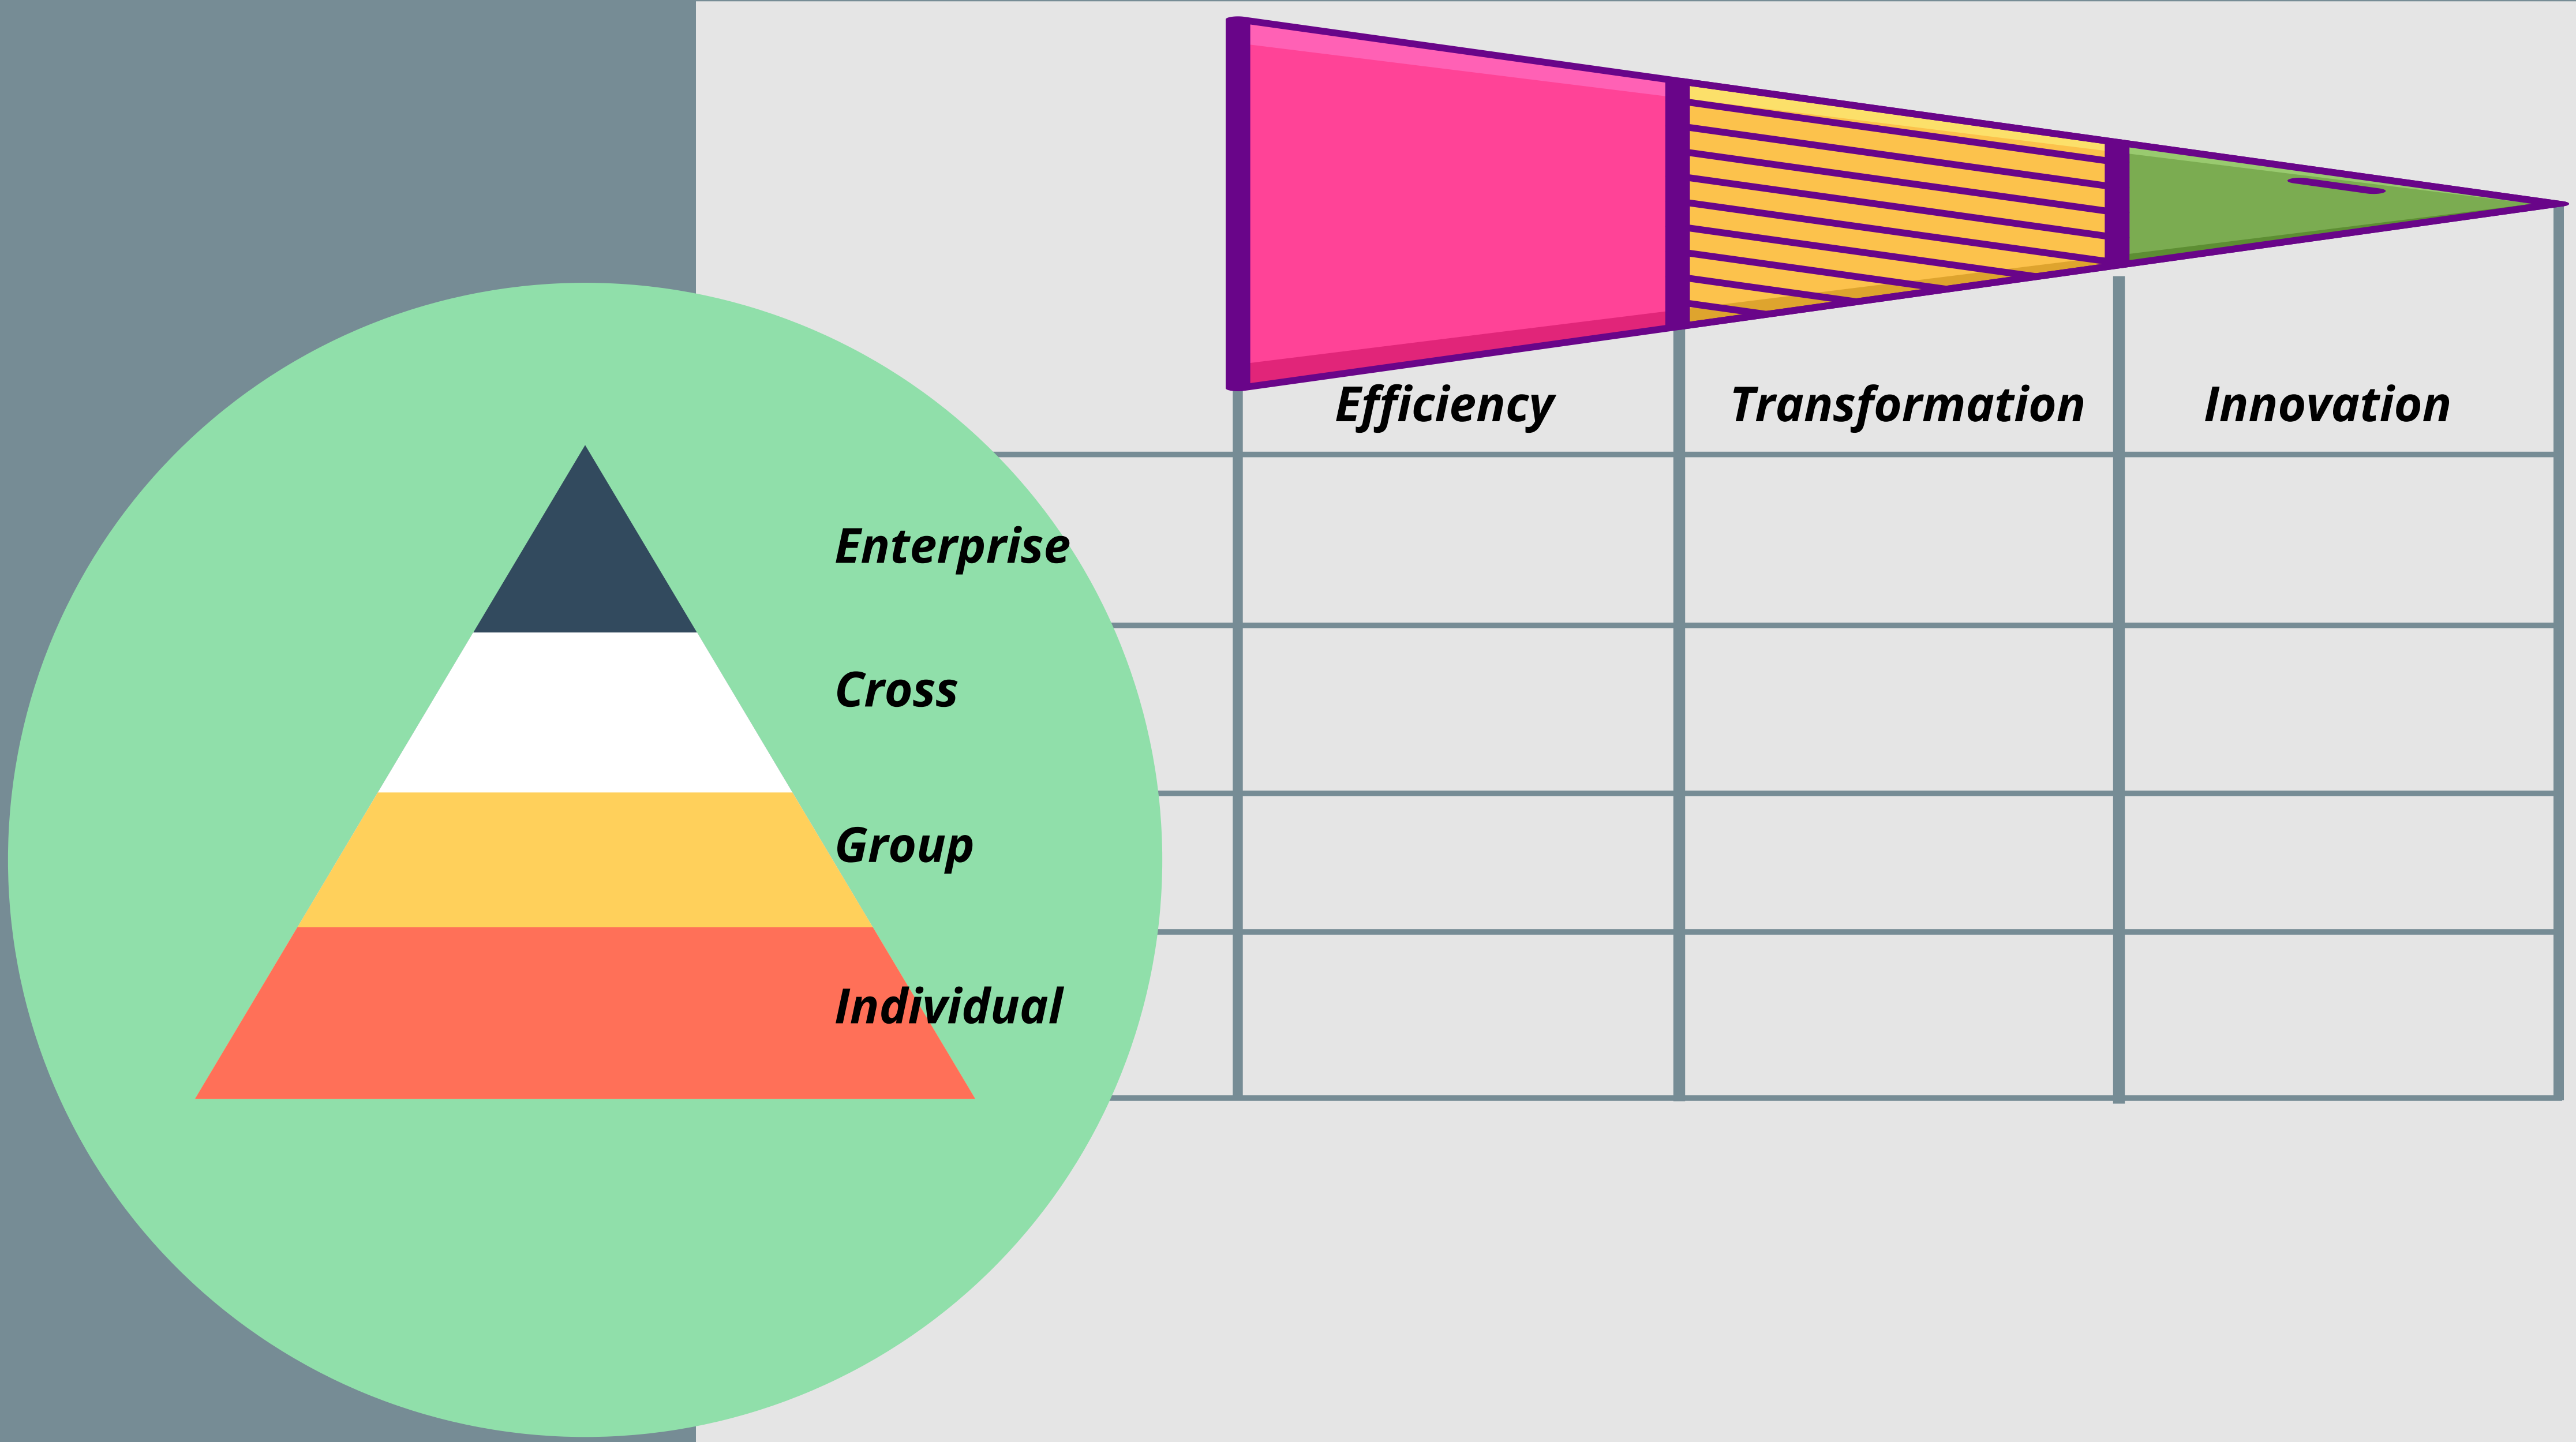 Efficiency Transformation Innovation
Enterprise
Cross
Group
Individual